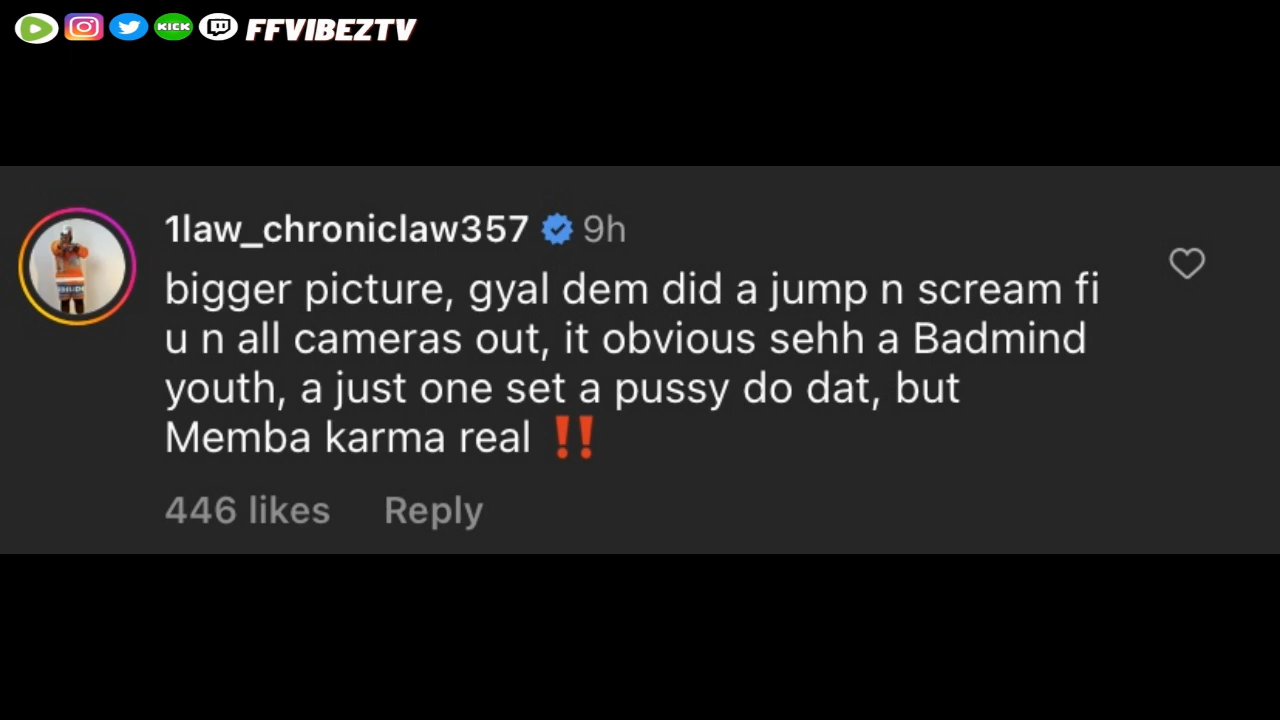 KICK FFVIBEZTV
1law_chroniclaw357 9h
bigger picture, gyal dem did a jump n scream fi
u n all cameras out, it obvious sehh a Badmind
youth, a just one set a pussy do dat, but
Memba karma real ‼️
446 likes Reply